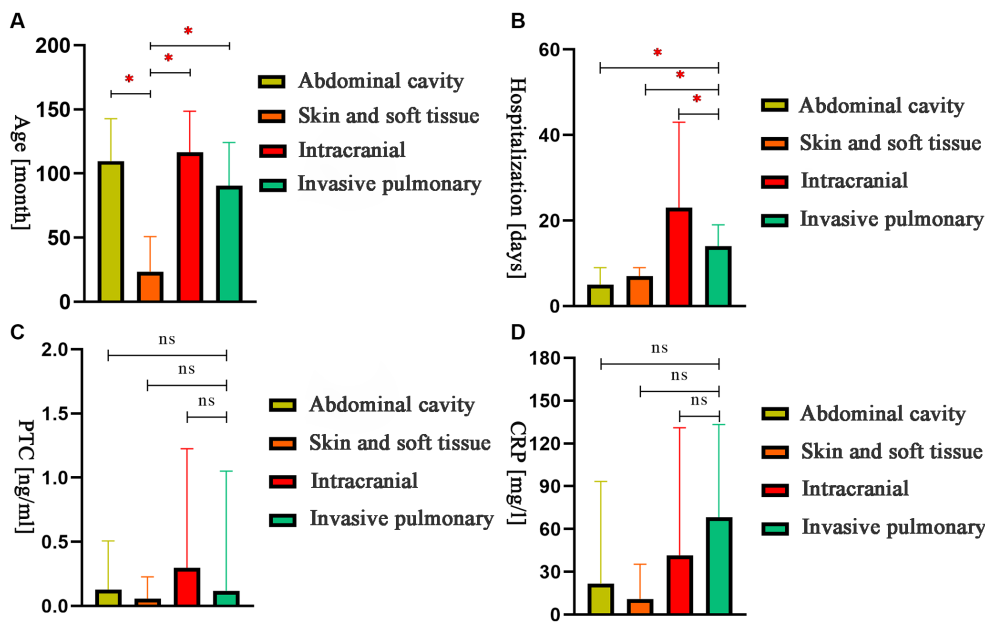 A
Age [month]
200
150
100
50
0
*
*
*
Abdominal cavity
Skin and soft tissue
Intracranial
Invasive pulmonary
B
Hospitalization [days]
60
40
20
0
*
*
*
Abdominal cavity
Skin and soft tissue
Intracranial
Invasive pulmonary
C
PTC [ng/ml]
2.0
1.5
1.0
0.5
0.0
ns
ns
ns
Abdominal cavity
Skin and soft tissue
Intracranial
Invasive pulmonary
D
CRP [mg/l]
180
150
120
90
60
30
0
ns
ns
ns
Abdominal cavity
Skin and soft tissue
Intracranial
Invasive pulmonary